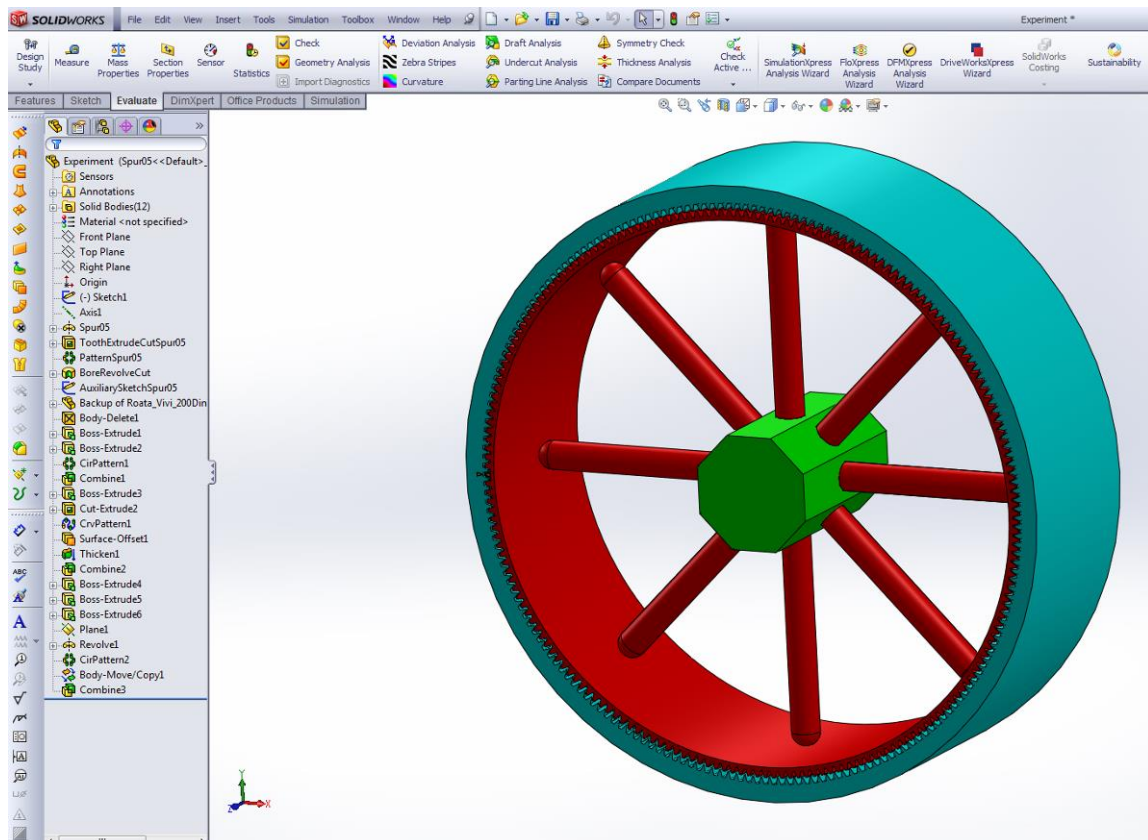 SW SOLIDWORKS File Edit View Insert Tools Simulation Toolbox Window Help Experiment *
Design Study
Measure
Mass Properties
Section Properties
Sensor
Statistics
Check
Geometry Analysis
Import Diagnostics
Deviation Analysis
Zebra Stripes
Curvature
Draft Analysis
Undercut Analysis
Parting Line Analysis
Symmetry Check
Thickness Analysis
Compare Documents
Check Active ...
SimulationXpress Analysis Wizard
FloXpress Analysis Wizard
DFMXpress Analysis Wizard
DriveWorksXpress Wizard
SolidWorks Costing
Sustainability
Features Sketch Evaluate DimXpert Office Products Simulation
Experiment (Spur05<<Default>_
Sensors
Annotations
Solid Bodies(12)
Material <not specified>
Front Plane
Top Plane
Right Plane
Origin
(-) Sketch1
Axis1
Spur05
ToothExtrudeCutSpur05
PatternSpur05
BoreRevolveCut
AuxiliarySketchSpur05
Backup of Roata_Vivi_200Din
Body-Delete1
Boss-Extrude1
Boss-Extrude2
CirPattern1
Combine1
Boss-Extrude3
Cut-Extrude2
CrvPattern1
Surface-Offset1
Thicken1
Combine2
Boss-Extrude4
Boss-Extrude5
Boss-Extrude6
Plane1
Revolve1
CirPattern2
Body-Move/Copy1
Combine3
ABC
A
Y
Z X